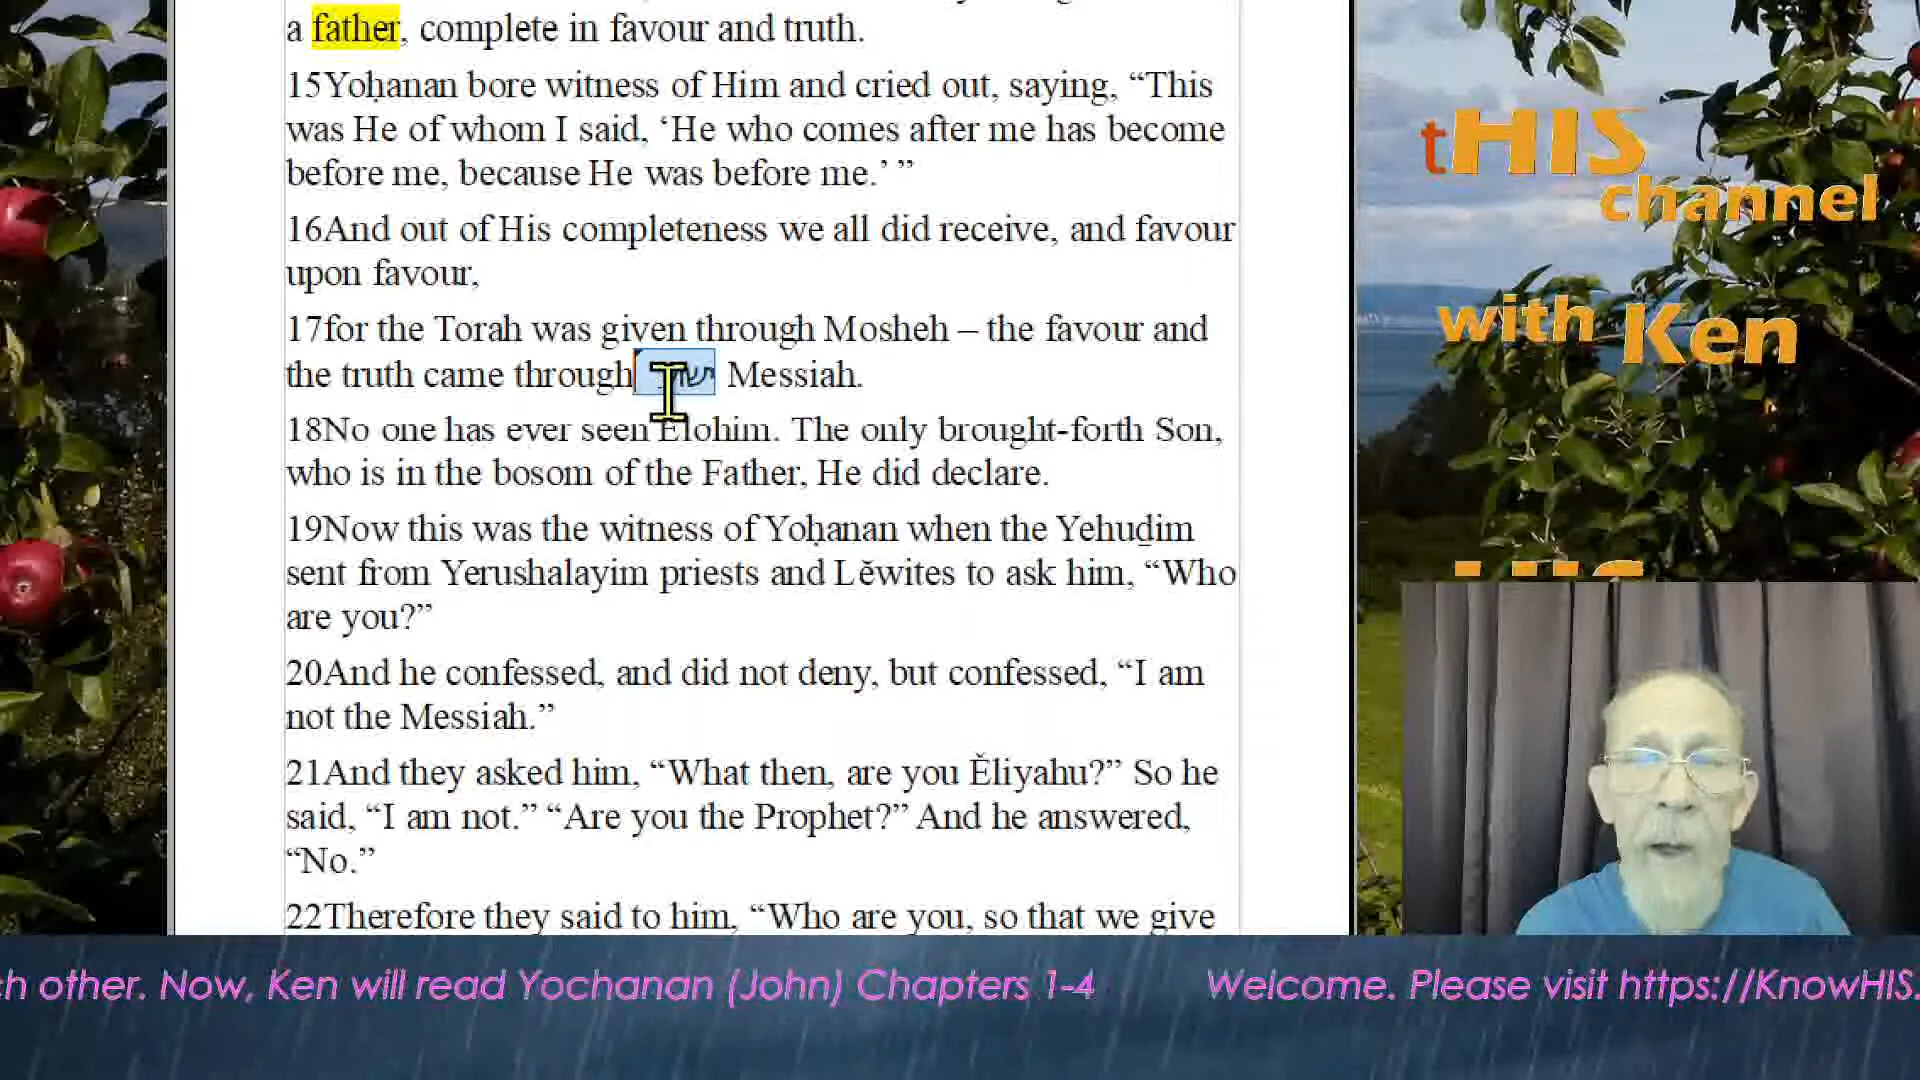 a father, complete in favour and truth.
15Yoḥanan bore witness of Him and cried out, saying, “This
was He of whom I said, ‘He who comes after me has become
before me, because He was before me.’ ”
16And out of His completeness we all did receive, and favour
upon favour,
17for the Torah was given through Mosheh – the favour and
the truth came through Messiah.
18No one has ever seen Elohim. The only brought-forth Son,
who is in the bosom of the Father, He did declare.
19Now this was the witness of Yoḥanan when the Yehuḏim
sent from Yerushalayim priests and Lěwites to ask him, “Who
are you?”
20And he confessed, and did not deny, but confessed, “I am
not the Messiah.”
21And they asked him, “What then, are you Ěliyahu?” So he
said, “I am not.” “Are you the Prophet?” And he answered,
“No.”
22Therefore they said to him, “Who are you, so that we give
tHIS
channel
with Ken
other. Now, Ken will read Yochanan (John) Chapters 1-4 Welcome. Please visit https://KnowHIS.